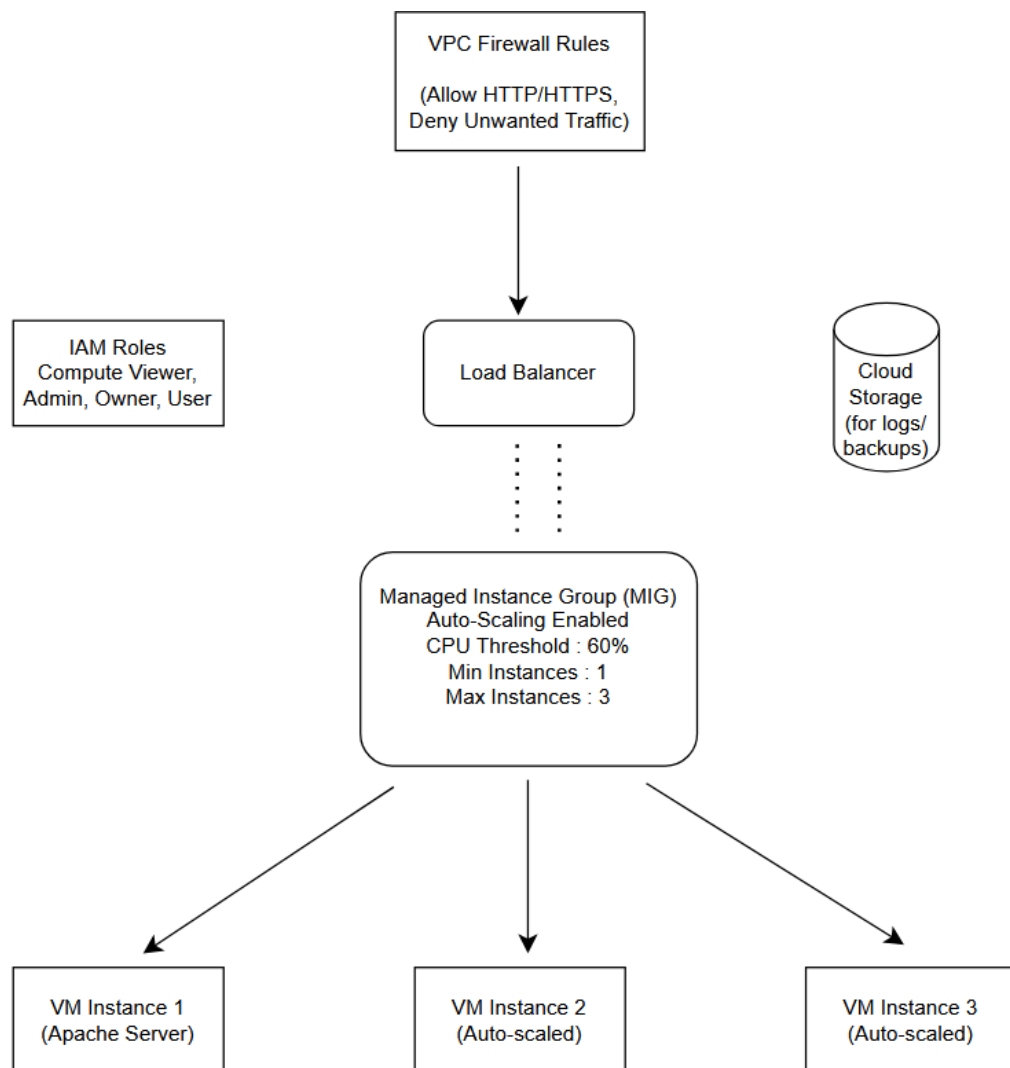 VPC Firewall Rules
(Allow HTTP/HTTPS,
Deny Unwanted Traffic)
IAM Roles
Compute Viewer,
Admin, Owner, User
Load Balancer
Cloud
Storage
(for logs/
backups)
Managed Instance Group (MIG)
Auto-Scaling Enabled
CPU Threshold : 60%
Min Instances : 1
Max Instances : 3
VM Instance 1
(Apache Server)
VM Instance 2
(Auto-scaled)
VM Instance 3
(Auto-scaled)